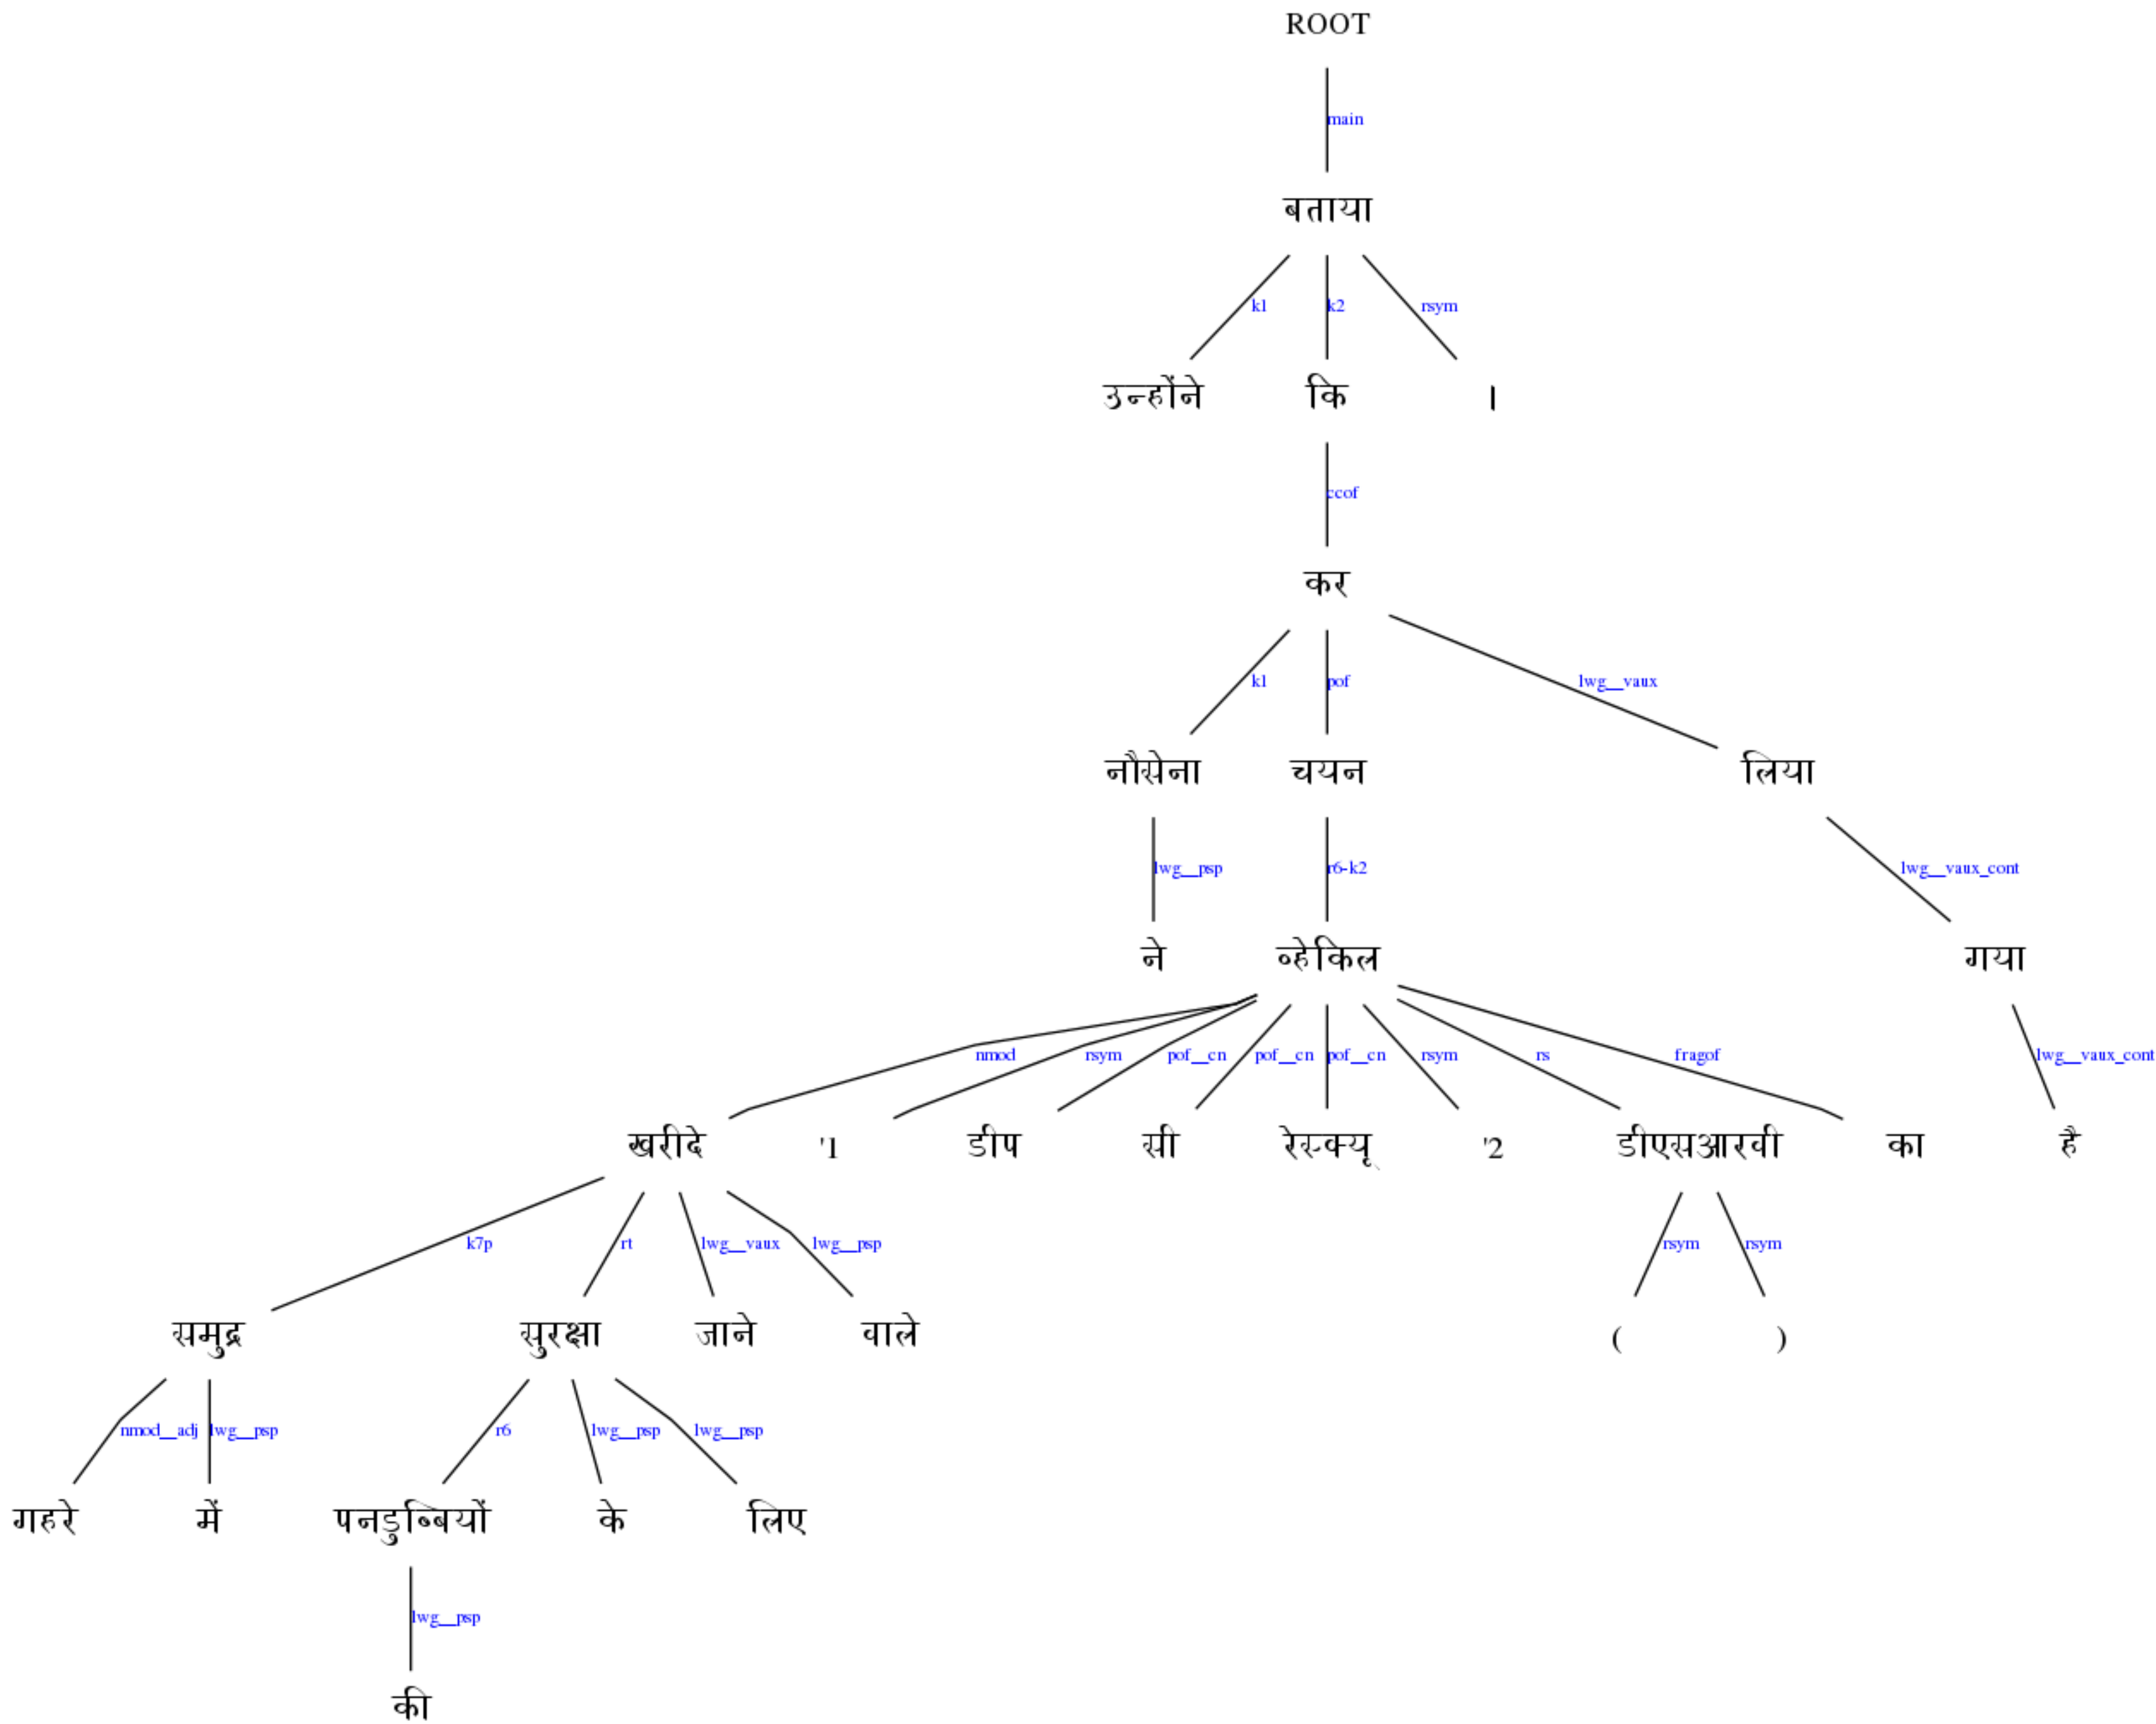 ROOT
main
बताया
k1 k2 rsym
उन्होंने कि ।
ccof
कर
k1 pof lwg__vaux
नौसेना चयन लिया
lwg__psp r6-k2 lwg__vaux_cont
ने व्हेकिल गया
nmod rsym pof__cn pof__cn pof__cn rsym rs fragof lwg__vaux_cont
खरीदे '1 डीप सी रेस्क्यू '2 डीएसआरवी का है
k7p rt lwg__vaux lwg__psp rsym rsym
समुद्र सुरक्षा जाने वाले ( )
nmod__adj lwg__psp r6 lwg__psp lwg__psp
गहरे में पनडुब्बियों के लिए
lwg__psp
की